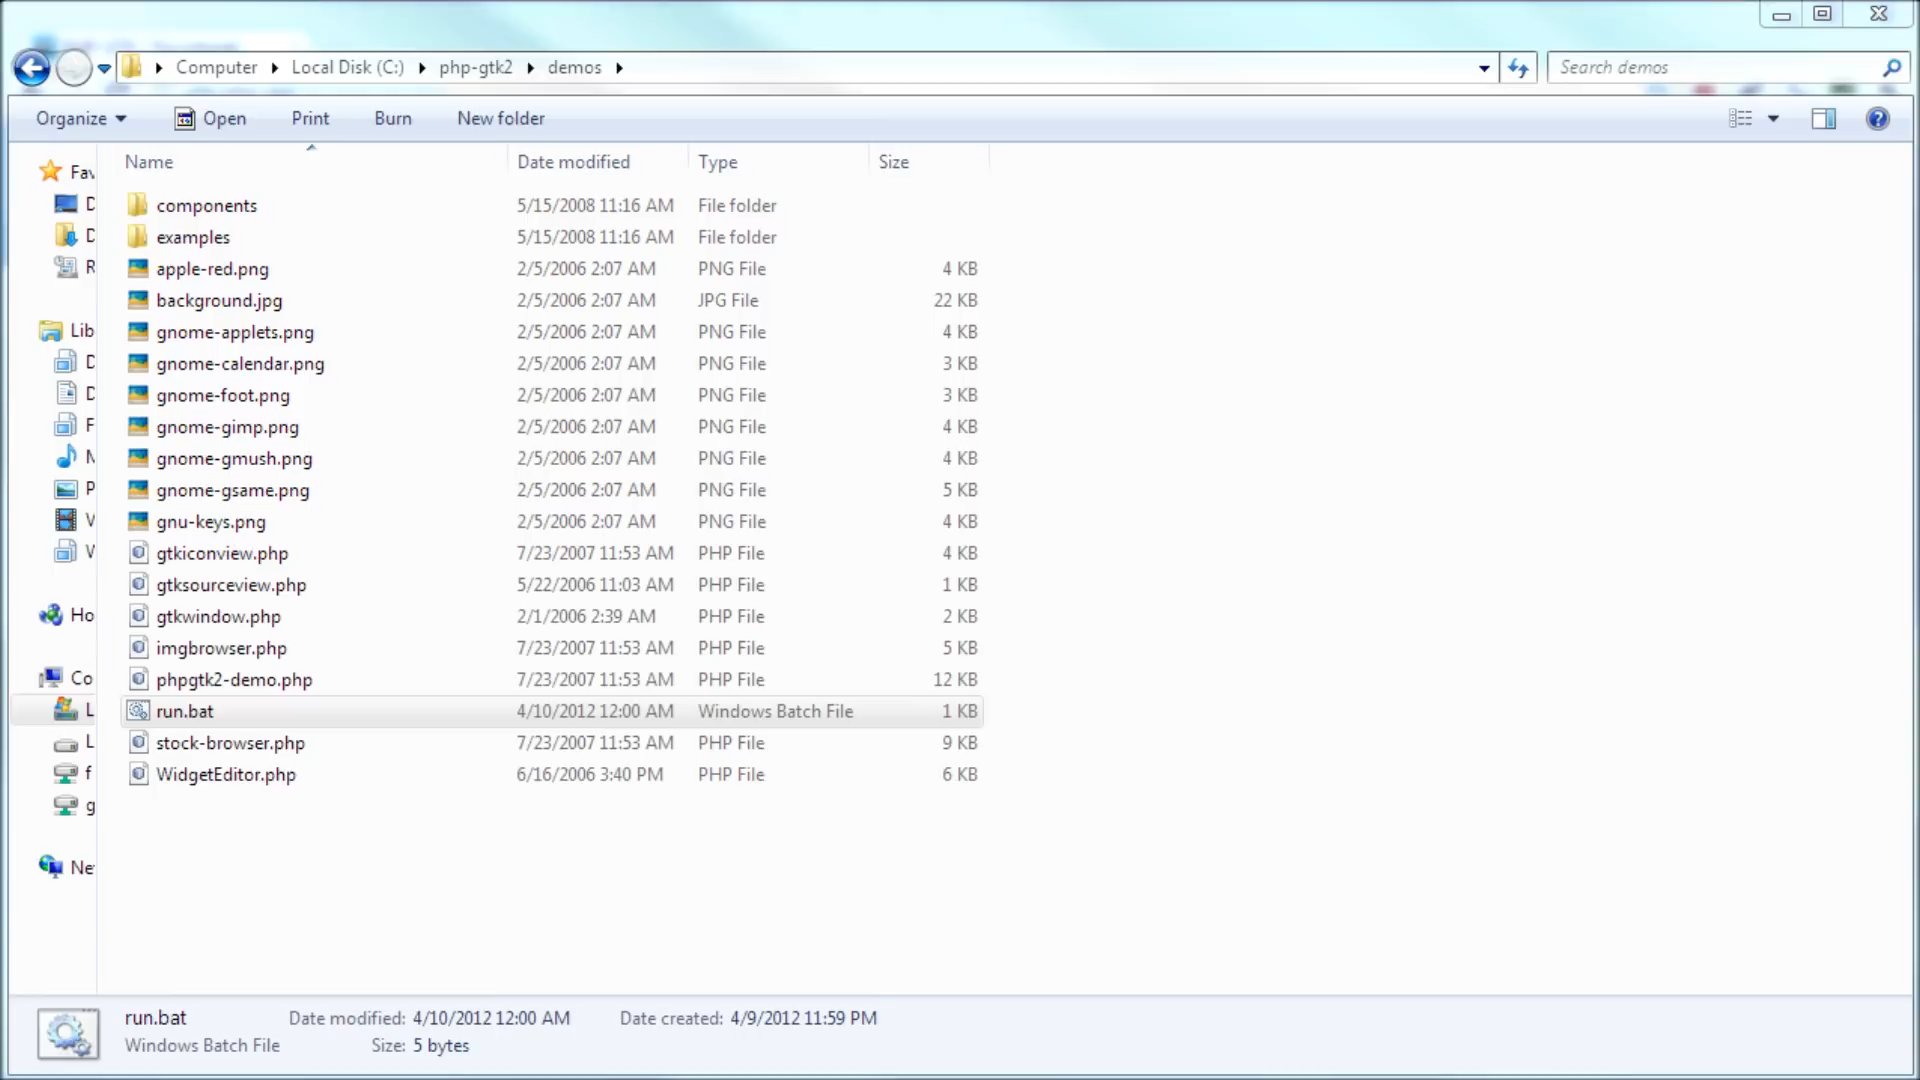 Computer Local Disk (C:) php-gtk2 demos Search demos
Organize Open Print Burn New folder
Name Date modified Type Size
Fav
components 5/15/2008 11:16 AM File folder
D
examples 5/15/2008 11:16 AM File folder
D
apple-red.png 2/5/2006 2:07 AM PNG File 4 KB
R
background.jpg 2/5/2006 2:07 AM JPG File 22 KB
gnome-applets.png 2/5/2006 2:07 AM PNG File 4 KB
Lib
gnome-calendar.png 2/5/2006 2:07 AM PNG File 3 KB
D
gnome-foot.png 2/5/2006 2:07 AM PNG File 3 KB
D
gnome-gimp.png 2/5/2006 2:07 AM PNG File 4 KB
F
gnome-gmush.png 2/5/2006 2:07 AM PNG File 4 KB
M
gnome-gsame.png 2/5/2006 2:07 AM PNG File 5 KB
P
gnu-keys.png 2/5/2006 2:07 AM PNG File 4 KB
V
gtkiconview.php 7/23/2007 11:53 AM PHP File 4 KB
V
gtksourceview.php 5/22/2006 11:03 AM PHP File 1 KB
gtkwindow.php 2/1/2006 2:39 AM PHP File 2 KB
Ho
imgbrowser.php 7/23/2007 11:53 AM PHP File 5 KB
phpgtk2-demo.php 7/23/2007 11:53 AM PHP File 12 KB
Co
run.bat 4/10/2012 12:00 AM Windows Batch File 1 KB
L
stock-browser.php 7/23/2007 11:53 AM PHP File 9 KB
L
WidgetEditor.php 6/16/2006 3:40 PM PHP File 6 KB
f
g
Ne
run.bat Date modified: 4/10/2012 12:00 AM Date created: 4/9/2012 11:59 PM
Windows Batch File Size: 5 bytes